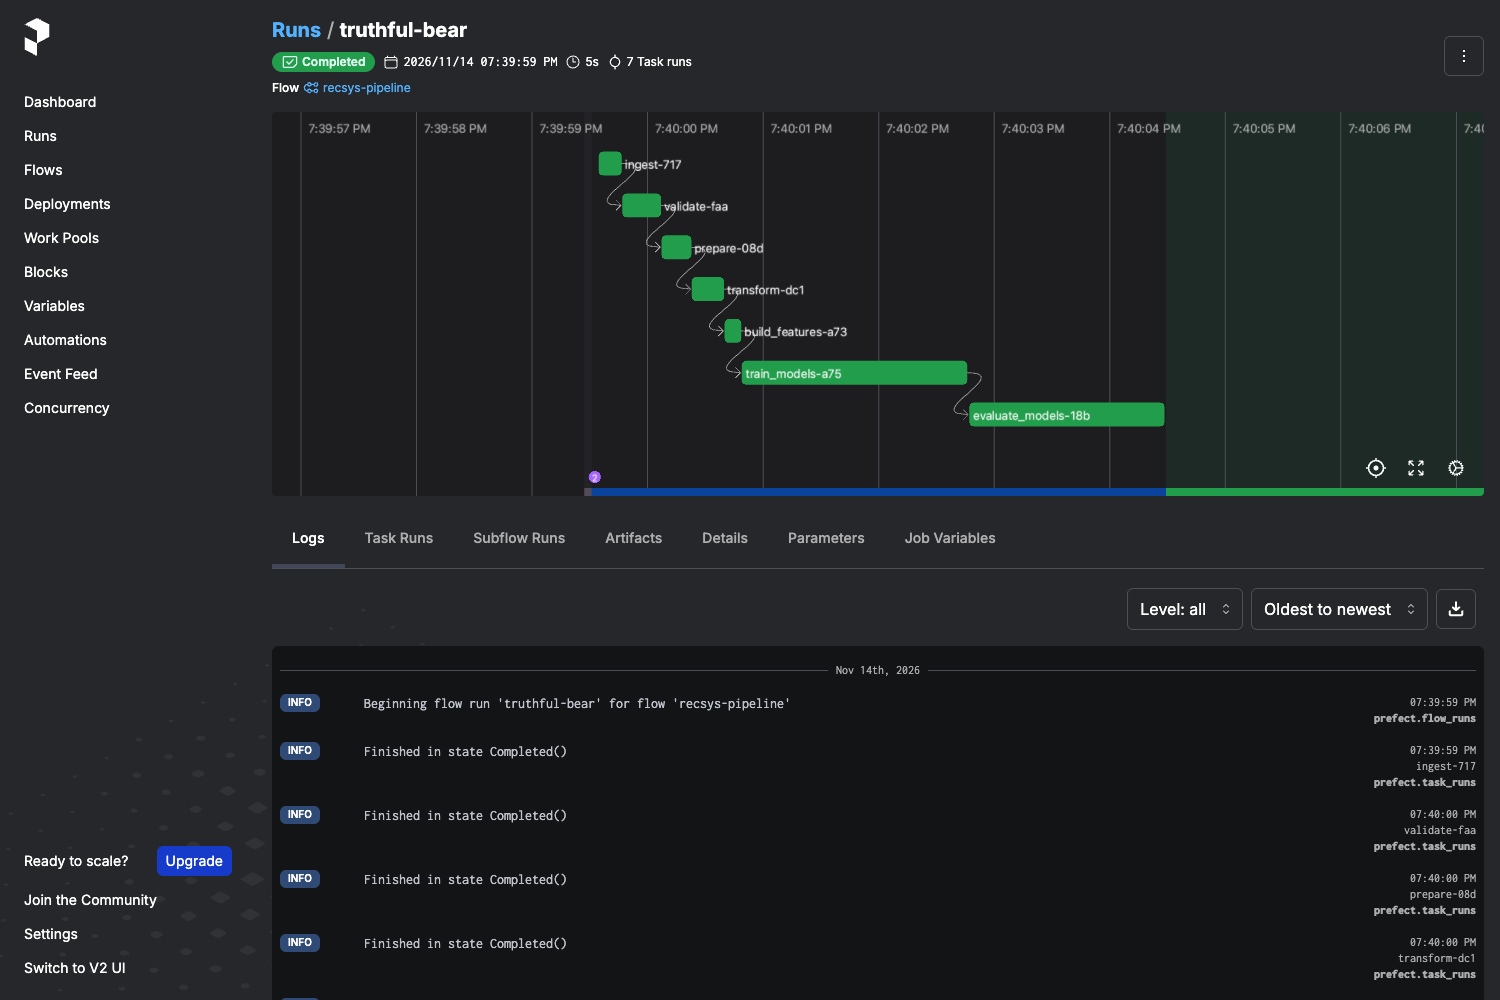 Runs / truthful-bear
Completed 2026/11/14 07:39:59 PM 5s 7 Task runs
Flow recsys-pipeline
Dashboard
Runs
Flows
Deployments
Work Pools
Blocks
Variables
Automations
Event Feed
Concurrency
Ready to scale? Upgrade
Join the Community
Settings
Switch to V2 UI
7:39:57 PM 7:39:58 PM 7:39:59 PM 7:40:00 PM 7:40:01 PM 7:40:02 PM 7:40:03 PM 7:40:04 PM 7:40:05 PM 7:40:06 PM 7:40
ingest-717
validate-faa
prepare-08d
transform-dc1
build_features-a73
train_models-a75
evaluate_models-18b
2
Logs Task Runs Subflow Runs Artifacts Details Parameters Job Variables
Level: all Oldest to newest
Nov 14th, 2026
INFO Beginning flow run 'truthful-bear' for flow 'recsys-pipeline' 07:39:59 PM
prefect.flow_runs
INFO Finished in state Completed() 07:39:59 PM
ingest-717
prefect.task_runs
INFO Finished in state Completed() 07:40:00 PM
validate-faa
prefect.task_runs
INFO Finished in state Completed() 07:40:00 PM
prepare-08d
prefect.task_runs
INFO Finished in state Completed() 07:40:00 PM
transform-dc1
prefect.task_runs